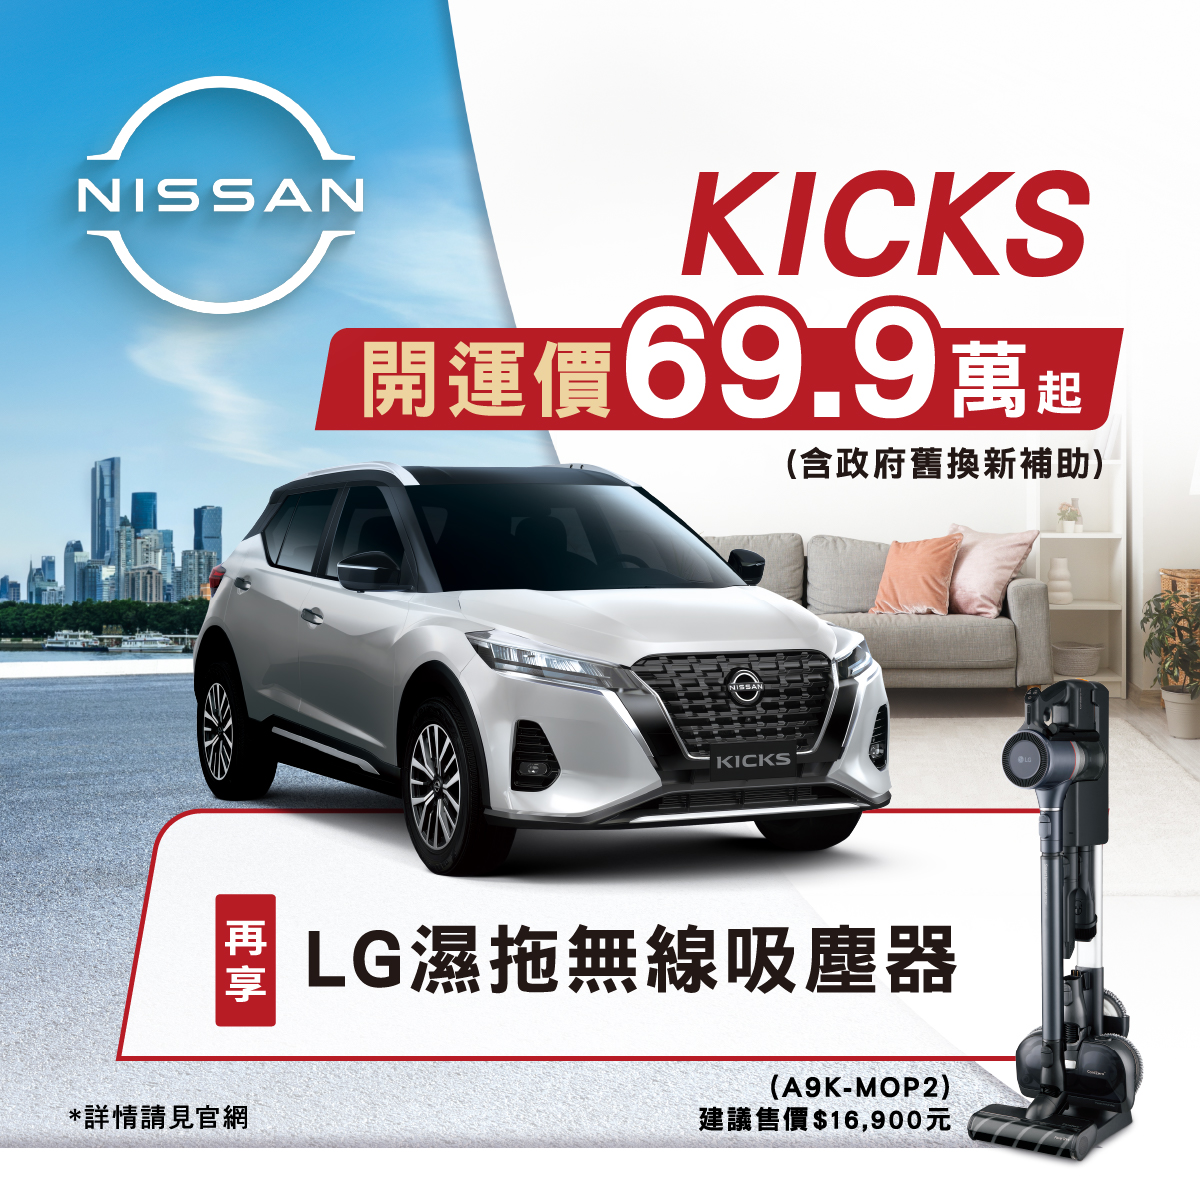 NISSAN
KICKS
開運價69.9萬起
(含政府舊換新補助)
NISSAN
KICKS
LG
再享
LG濕拖無線吸塵器
(A9K-MOP2)
建議售價$16,900元
*詳情請見官網